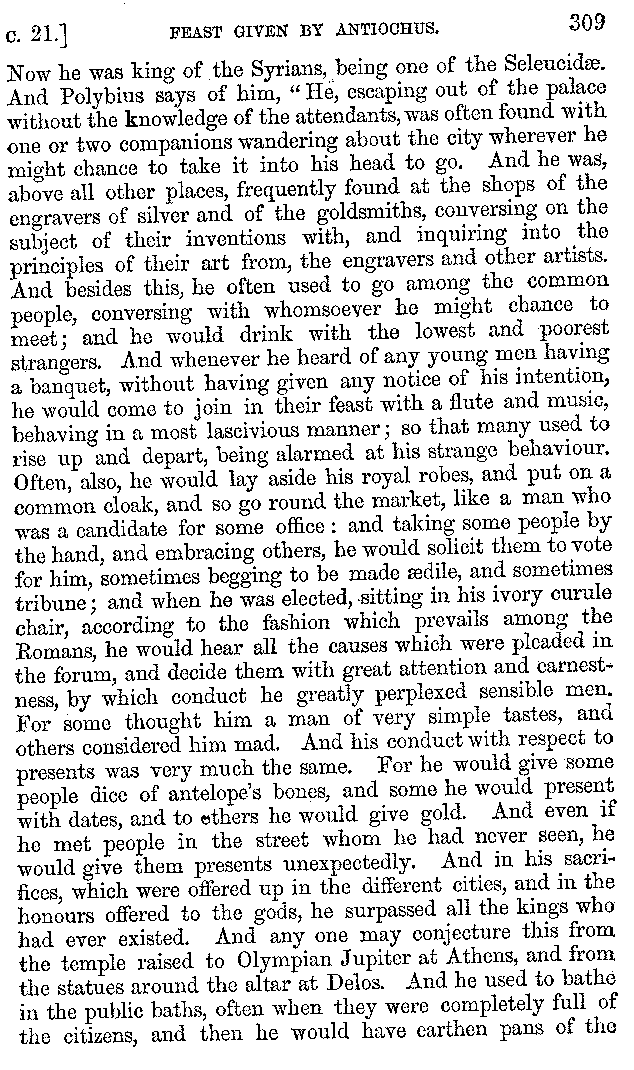 c. 21.] FEAST GIVEN BY ANTIOCHUS. 309
Now he was king of the Syrians, being one of the Seleucidæ.
And Polybius says of him, “ He, escaping out of the palace
without the knowledge of the attendants, was often found with
one or two companions wandering about the city wherever he
might chance to take it into his head to go. And he was,
above all other places, frequently found at the shops of the
engravers of silver and of the goldsmiths, conversing on the
subject of their inventions with, and inquiring into the
principles of their art from, the engravers and other artists.
And besides this, he often used to go among the common
people, conversing with whomsoever he might chance to
meet; and he would drink with the lowest and poorest
strangers. And whenever he heard of any young men having
a banquet, without having given any notice of his intention,
he would come to join in their feast with a flute and music,
behaving in a most lascivious manner; so that many used to
rise up and depart, being alarmed at his strange behaviour.
Often, also, he would lay aside his royal robes, and put on a
common cloak, and so go round the market, like a man who
was a candidate for some office : and taking some people by
the hand, and embracing others, he would solicit them to vote
for him, sometimes begging to be made ædile, and sometimes
tribune; and when he was elected, sitting in his ivory curule
chair, according to the fashion which prevails among the
Romans, he would hear all the causes which were pleaded in
the forum, and decide them with great attention and earnest-
ness, by which conduct he greatly perplexed sensible men.
For some thought him a man of very simple tastes, and
others considered him mad. And his conduct with respect to
presents was very much the same. For he would give some
people dice of antelope's bones, and some he would present
with dates, and to others he would give gold. And even if
he met people in the street whom he had never seen, he
would give them presents unexpectedly. And in his sacri-
fices, which were offered up in the different cities, and in the
honours offered to the gods, he surpassed all the kings who
had ever existed. And any one may conjecture this from
the temple raised to Olympian Jupiter at Athens, and from
the statues around the altar at Delos. And he used to bathe
in the public baths, often when they were completely full of
the citizens, and then he would have earthen pans of the